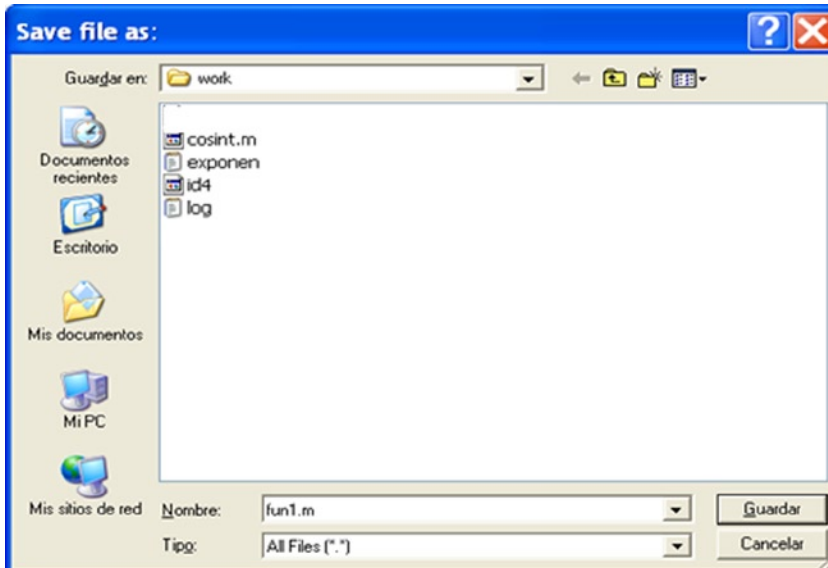 Save file as:
Guardar en: work
cosint.m
exponen
id4
log
Documentos
recientes
Escritorio
Mis documentos
Mi PC
Mis sitios de red
Nombre: fun1.m Guardar
Tipo: All Files (*.*) Cancelar